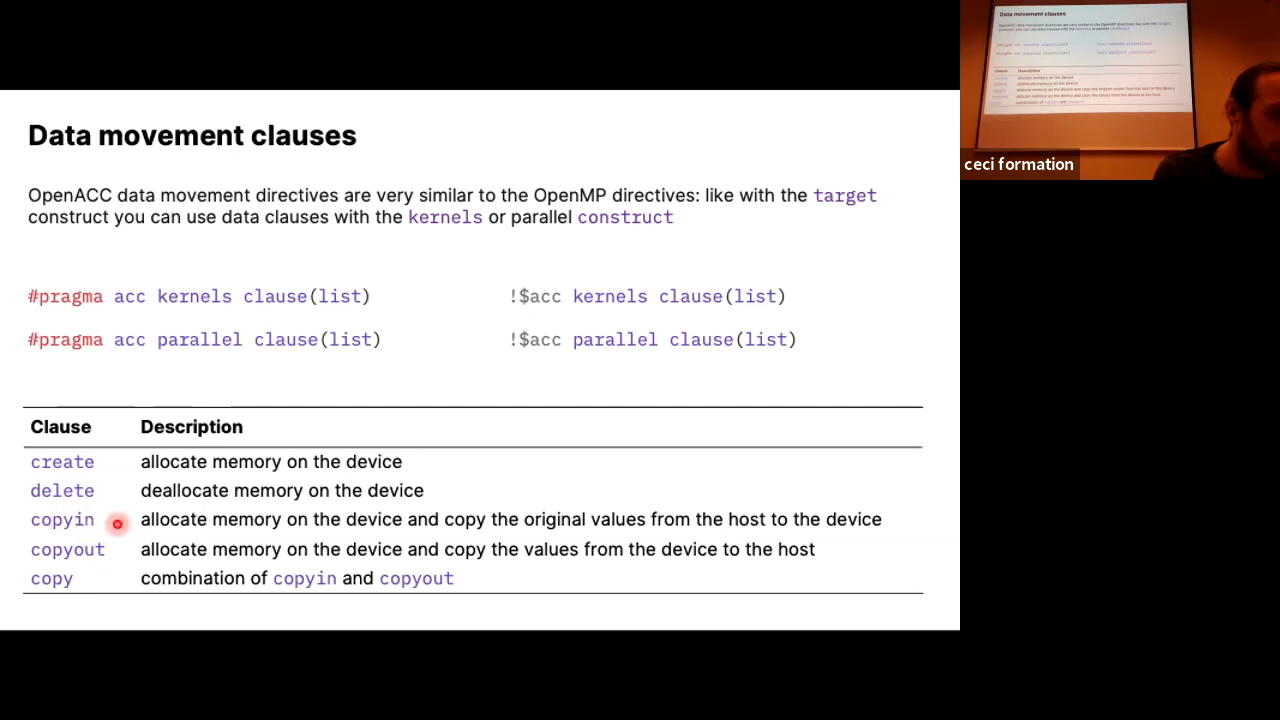 Data movement clauses
OpenACC data movement directives are very similar to the OpenMP directives: like with the target
construct you can use data clauses with the kernels or parallel construct
#pragma acc kernels clause(list) !$acc kernels clause(list)
#pragma acc parallel clause(list) !$acc parallel clause(list)
Clause Description
create allocate memory on the device
delete deallocate memory on the device
copyin allocate memory on the device and copy the original values from the host to the device
copyout allocate memory on the device and copy the values from the device to the host
copy combination of copyin and copyout
Data movement clauses
ceci formation